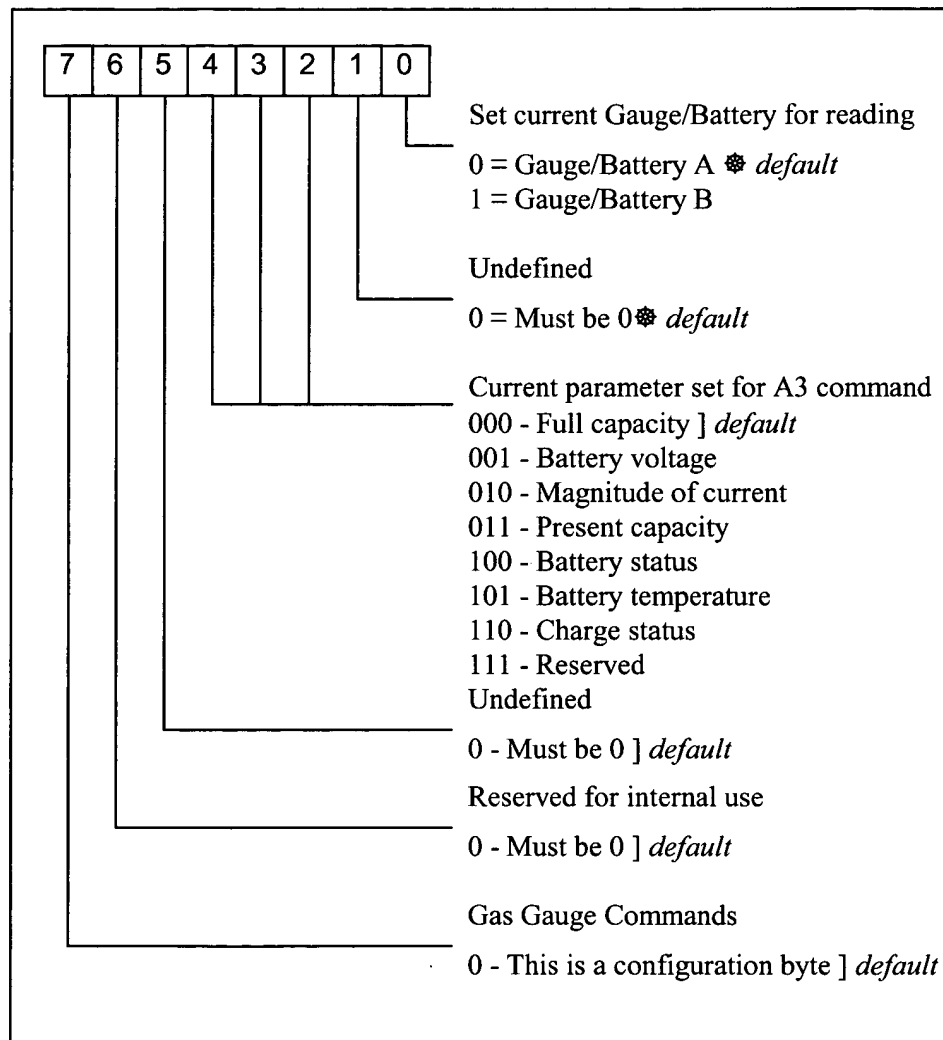 7 6 5 4 3 2 1 0
Set current Gauge/Battery for reading
0 = Gauge/Battery A ☸ default
1 = Gauge/Battery B
Undefined
0 = Must be 0☸ default
Current parameter set for A3 command
000 - Full capacity ] default
001 - Battery voltage
010 - Magnitude of current
011 - Present capacity
100 - Battery status
101 - Battery temperature
110 - Charge status
111 - Reserved
Undefined
0 - Must be 0 ] default
Reserved for internal use
0 - Must be 0 ] default
Gas Gauge Commands
0 - This is a configuration byte ] default